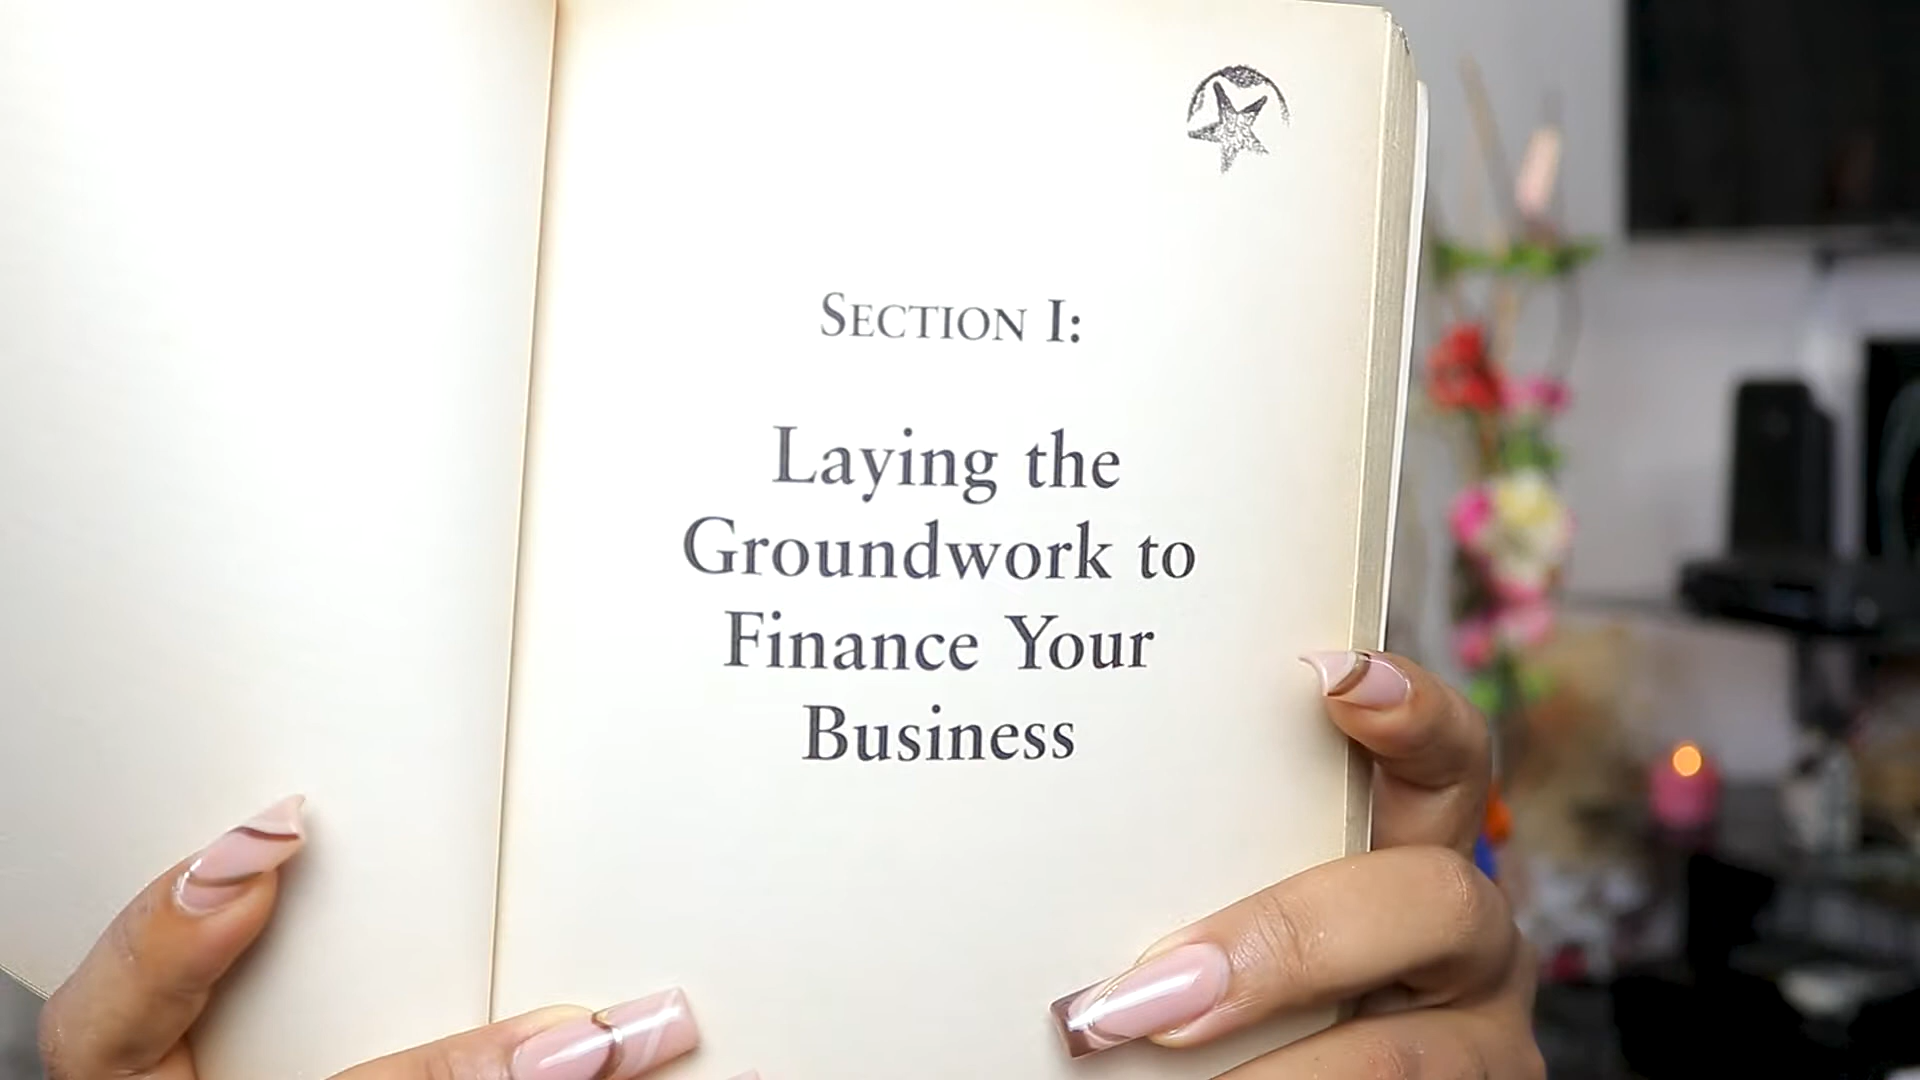 SECTION I:
Laying the
Groundwork to
Finance Your
Business